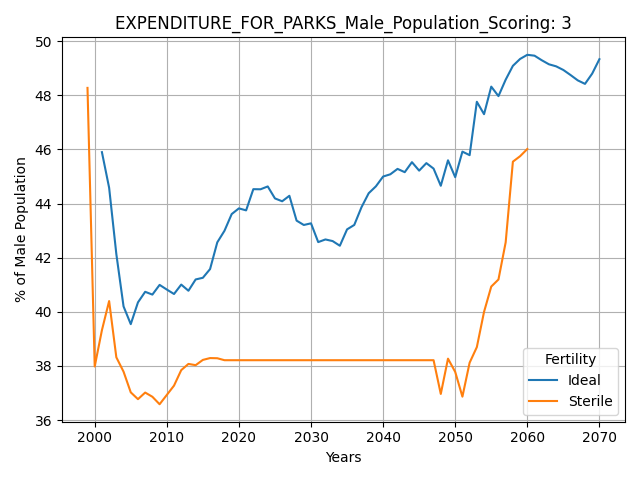 EXPENDITURE_FOR_PARKS_Male_Population_Scoring: 3
50
48
46
44
42
40
38
36
% of Male Population
Fertility
Ideal
Sterile
2000 2010 2020 2030 2040 2050 2060 2070
Years